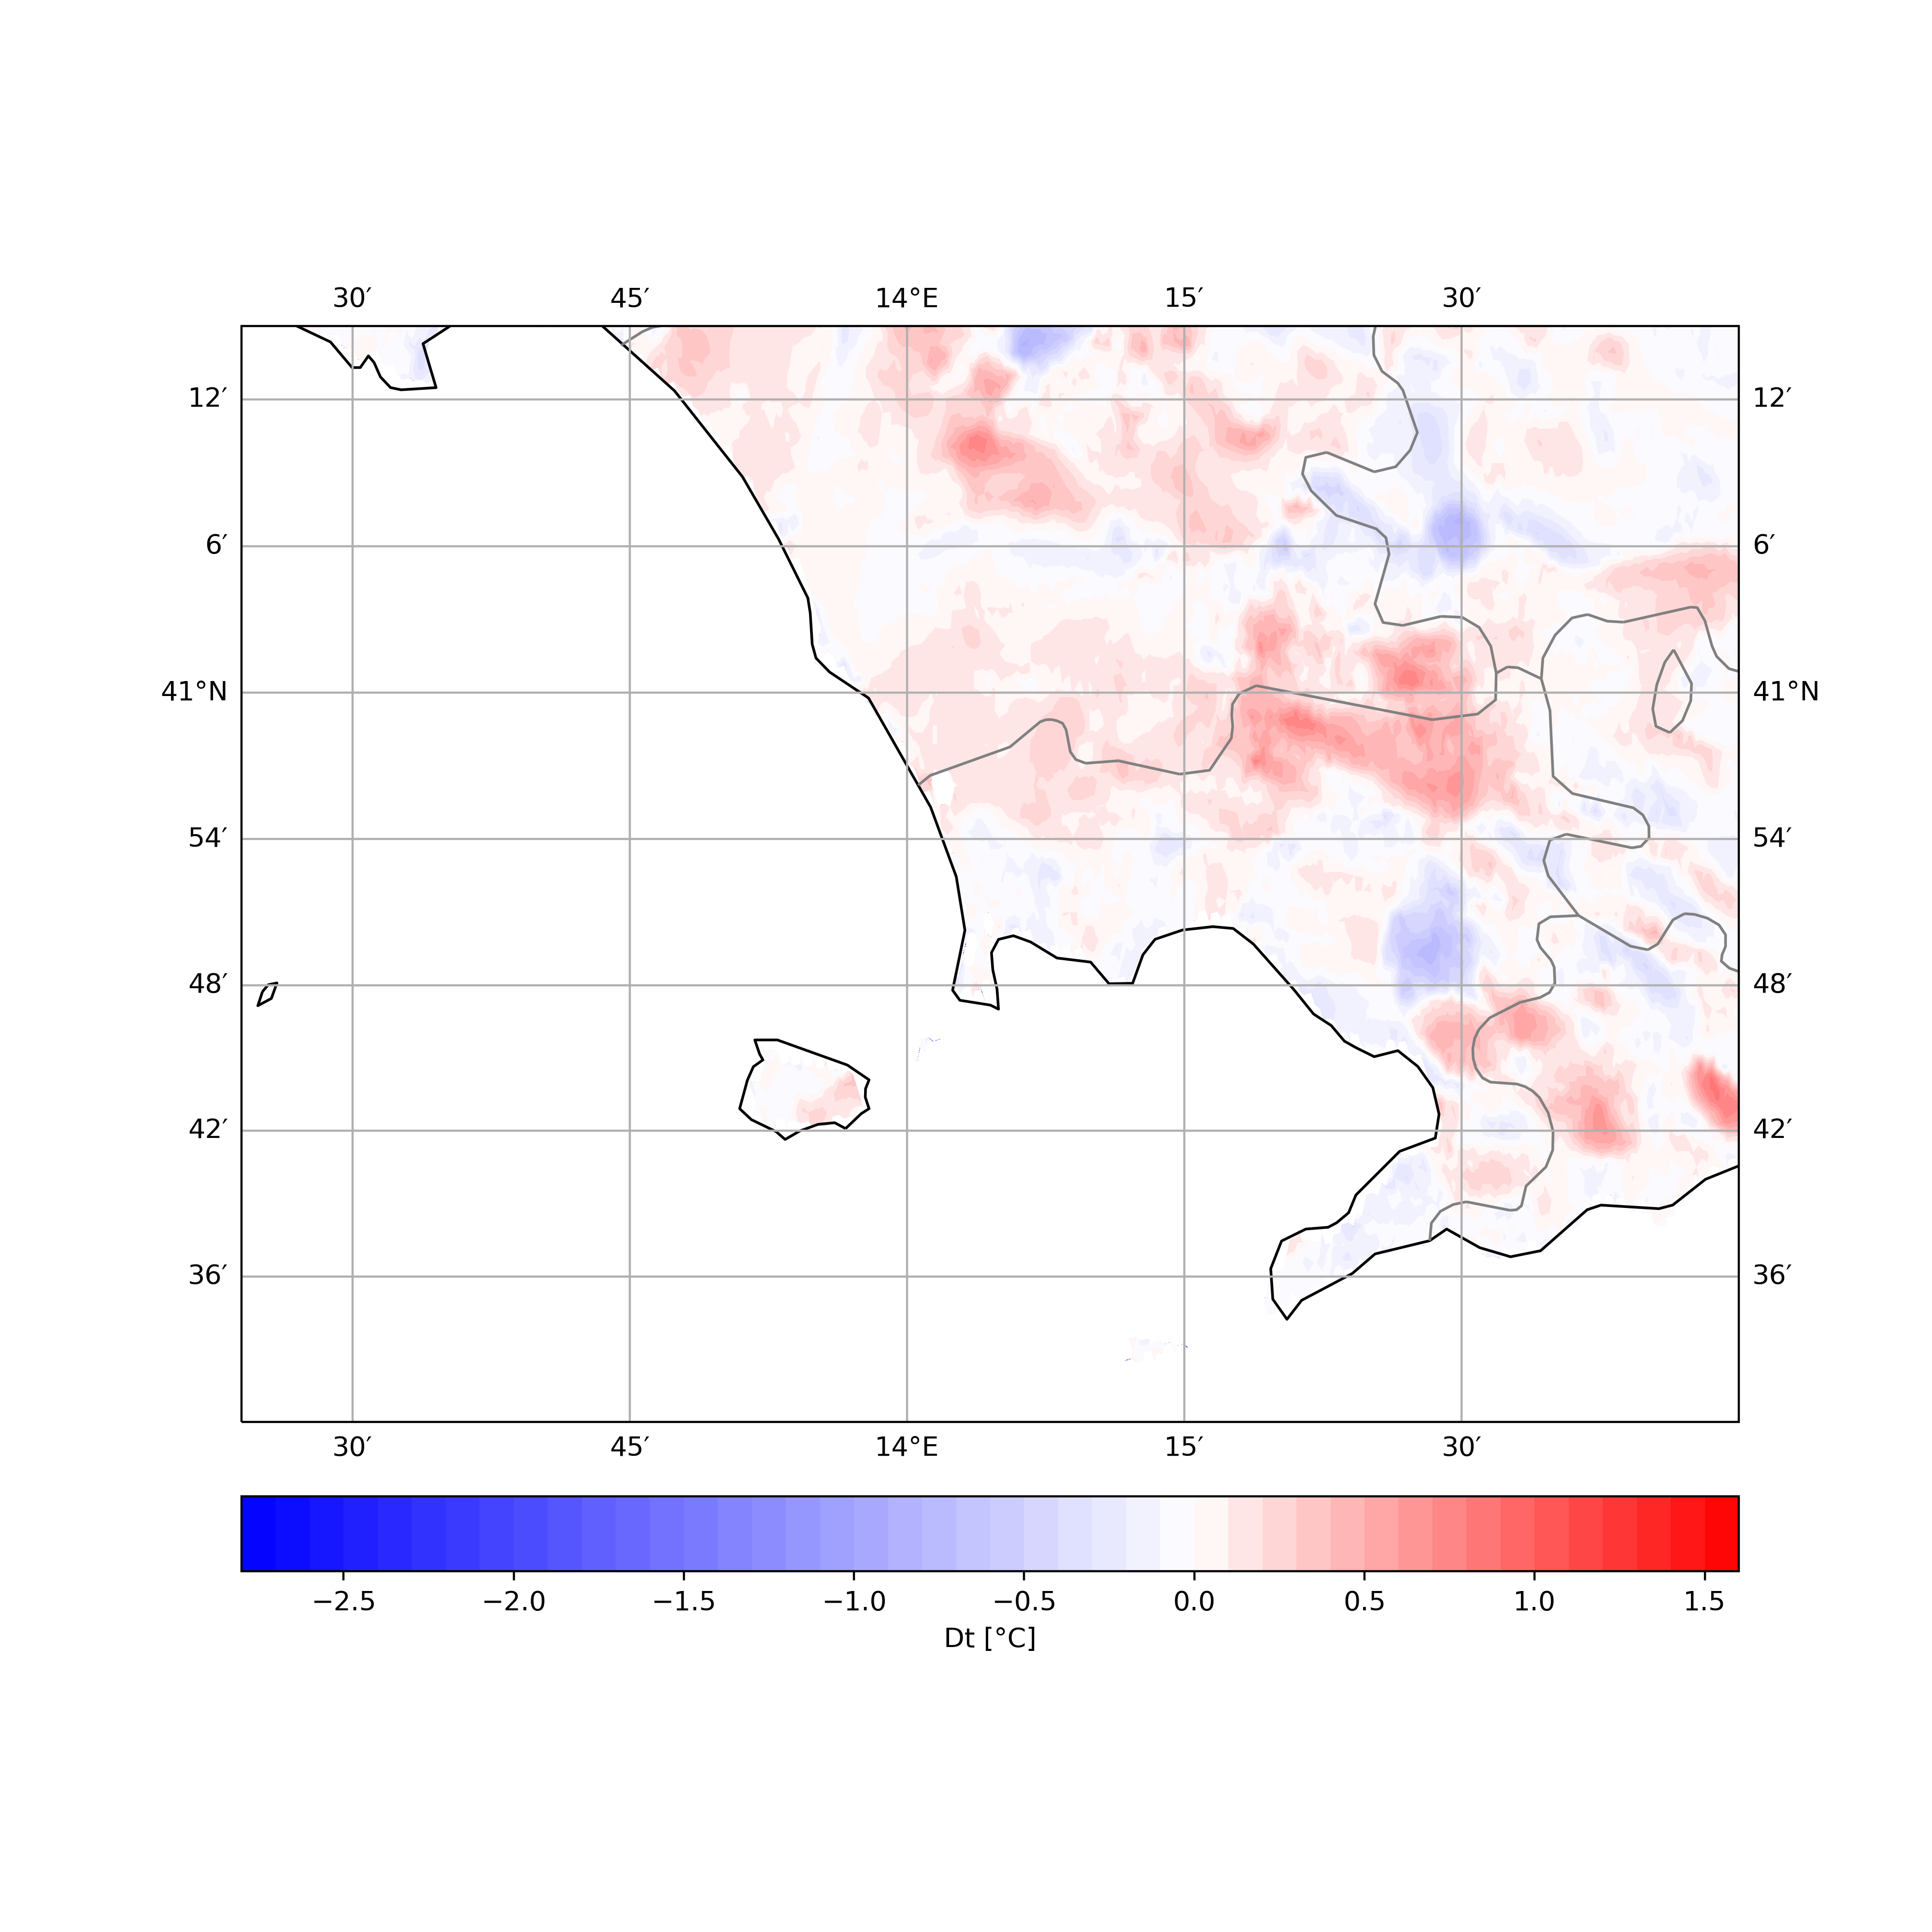 30′ 45′ 14°E 15′ 30′
12′ 12′
6′ 6′
41°N 41°N
54′ 54′
48′ 48′
42′ 42′
36′ 36′
30′ 45′ 14°E 15′ 30′
−2.5 −2.0 −1.5 −1.0 −0.5 0.0 0.5 1.0 1.5
Dt [°C]